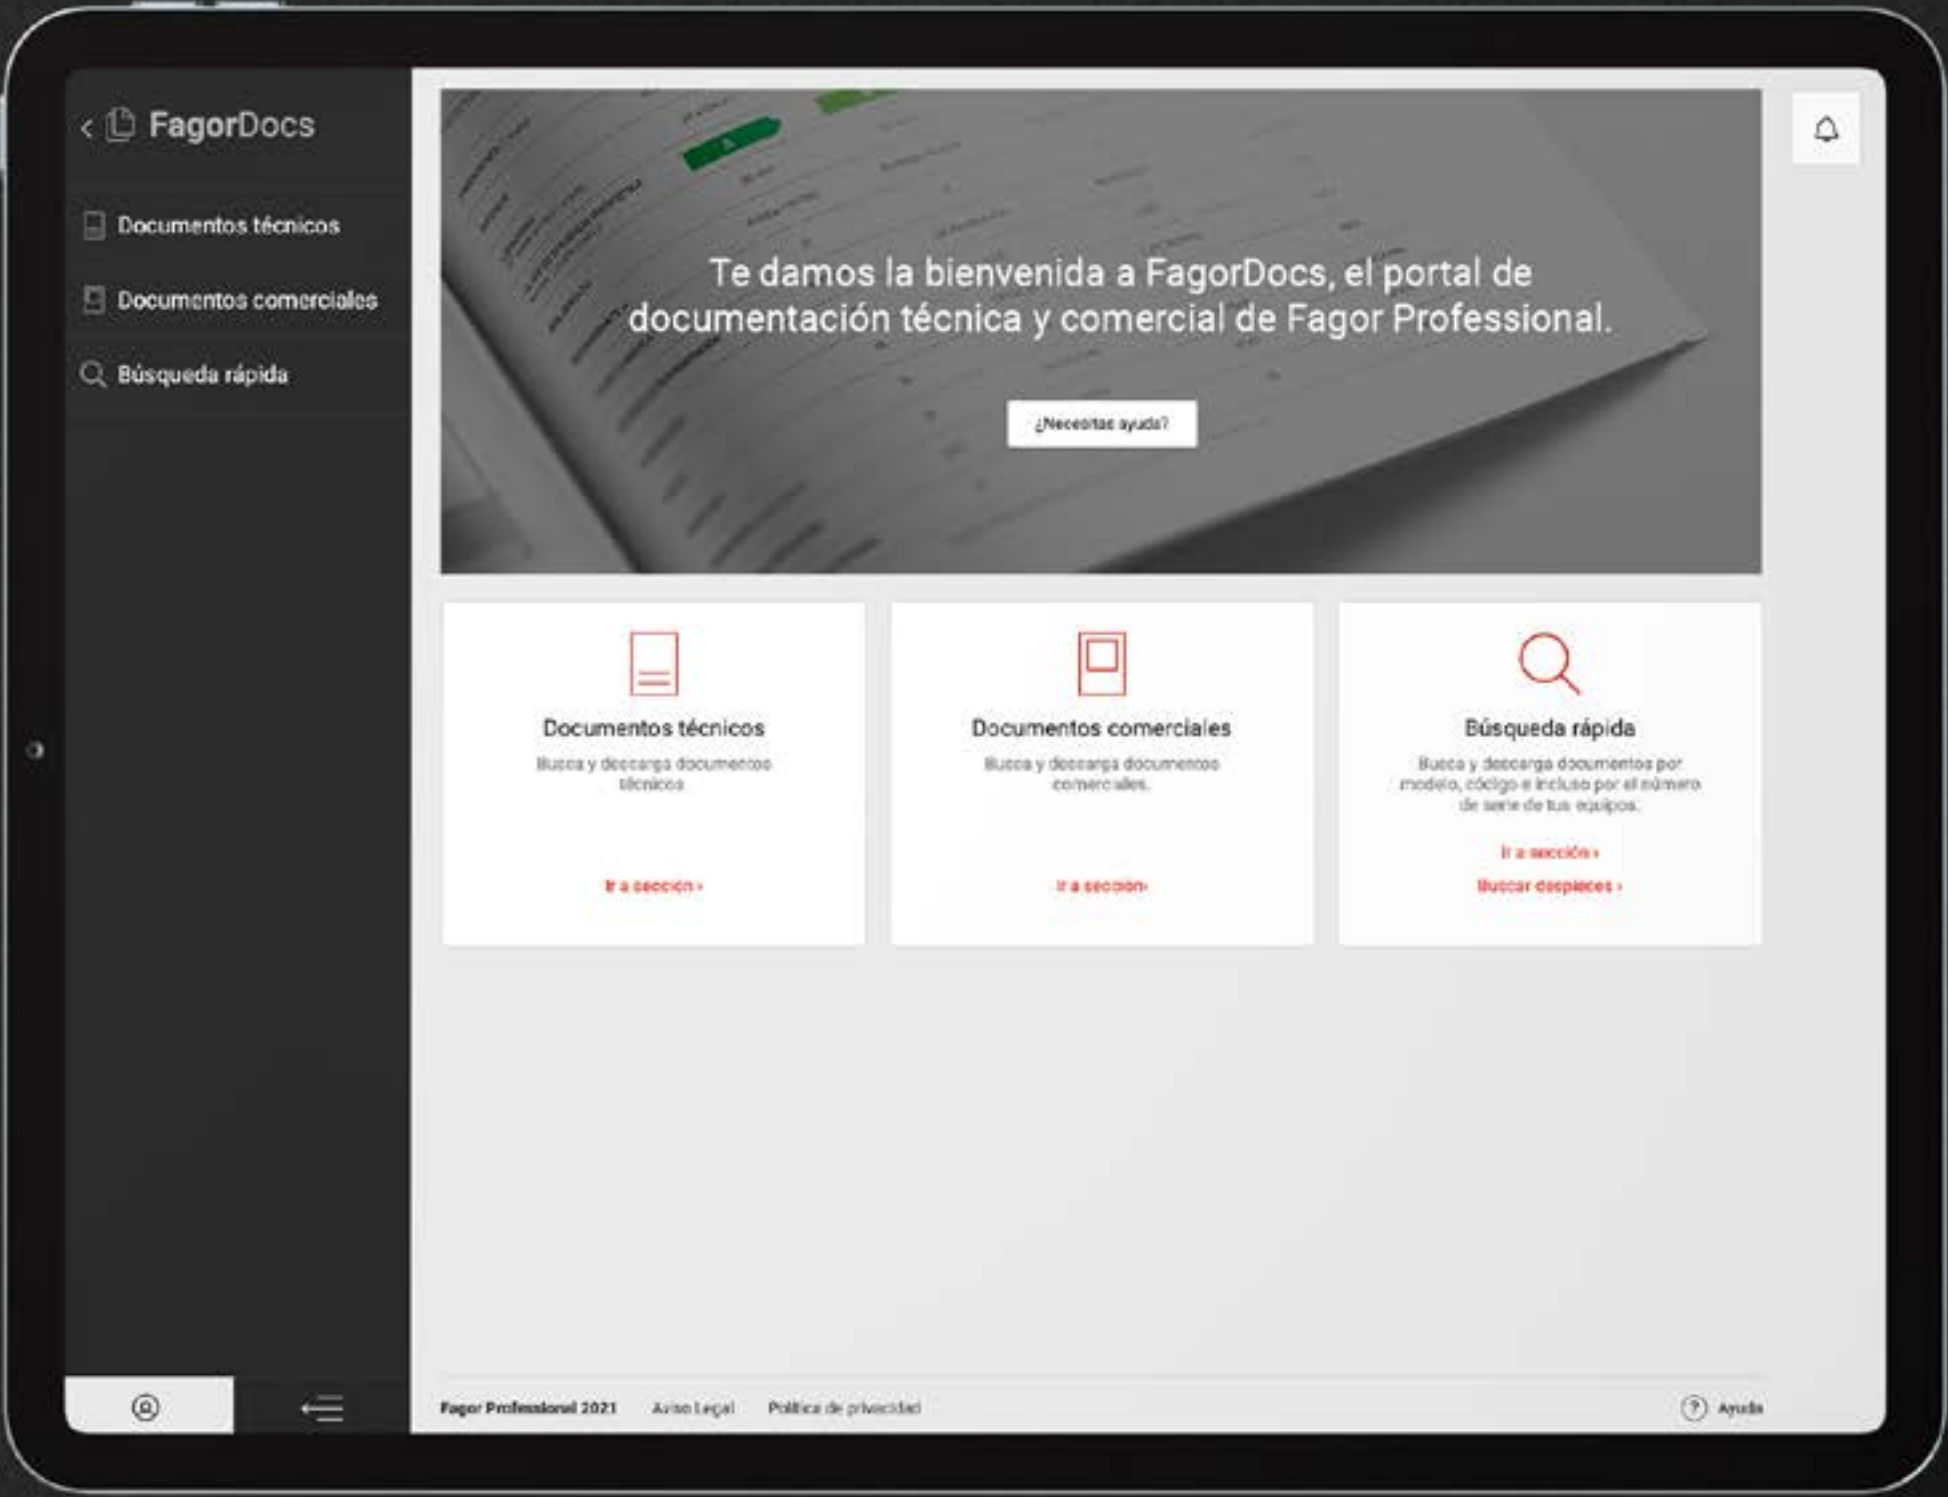 FagorDocs
Documentos técnicos
Documentos comerciales
Búsqueda rápida
Te damos la bienvenida a FagorDocs, el portal de
documentación técnica y comercial de Fagor Professional.
¿Necesitas ayuda?
Documentos técnicos
Busca y descarga documentos
técnicos
Ir a sección ›
Documentos comerciales
Busca y descarga documentos
comerciales.
Ir a sección›
Búsqueda rápida
Busca y descarga documentos por
modelo, código e incluso por el número
de serie de tus equipos.
Ir a sección ›
Buscar despieces ›
Fagor Professional 2021 Aviso Legal Política de privacidad
? Ayuda